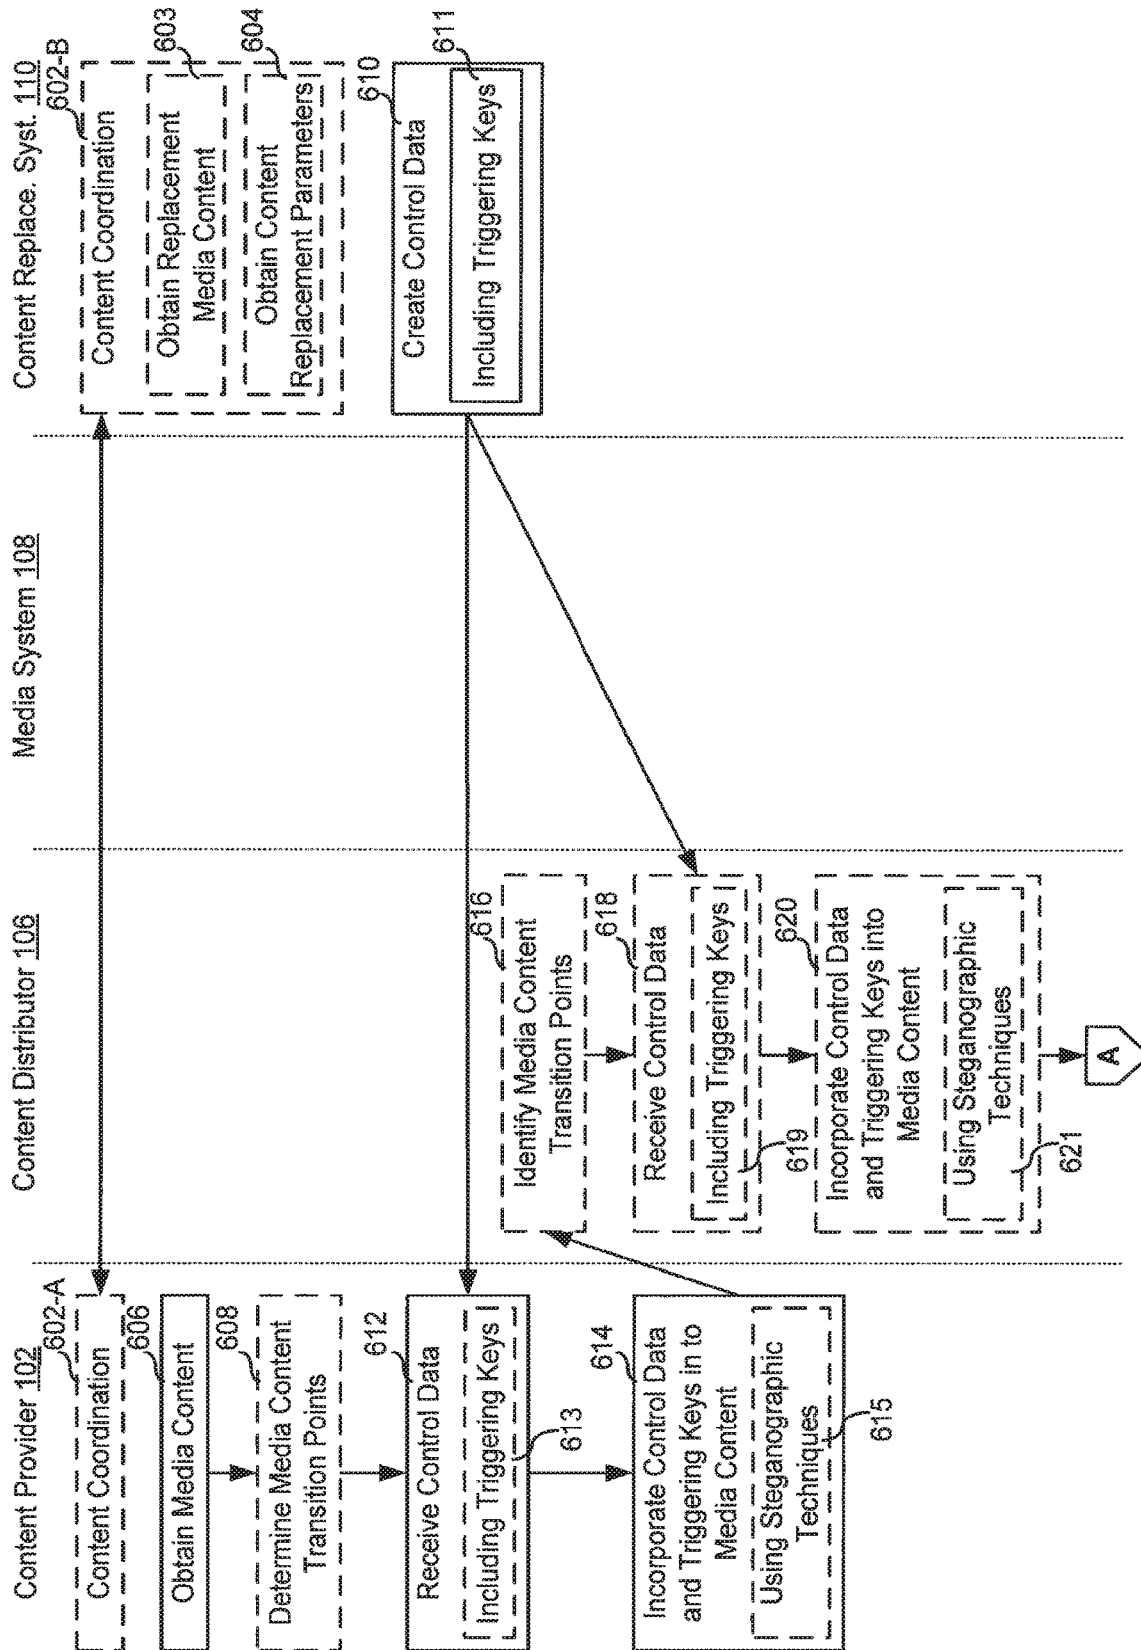 Content Provider 102
602-A
Content Coordination
606
Obtain Media Content
608
Determine Media Content
Transition Points
612
Receive Control Data
Including Triggering Keys
613
614
Incorporate Control Data
and Triggering Keys in to
Media Content
Using Steganographic
Techniques
615
Content Distributor 106
616
Identify Media Content
Transition Points
618
Receive Control Data
Including Triggering Keys
619
620
Incorporate Control Data
and Triggering Keys into
Media Content
Using Steganographic
Techniques
621
A
Media System 108
Content Replace. Syst. 110
602-B
Content Coordination
603
Obtain Replacement
Media Content
604
Obtain Content
Replacement Parameters
610
Create Control Data
611
Including Triggering Keys